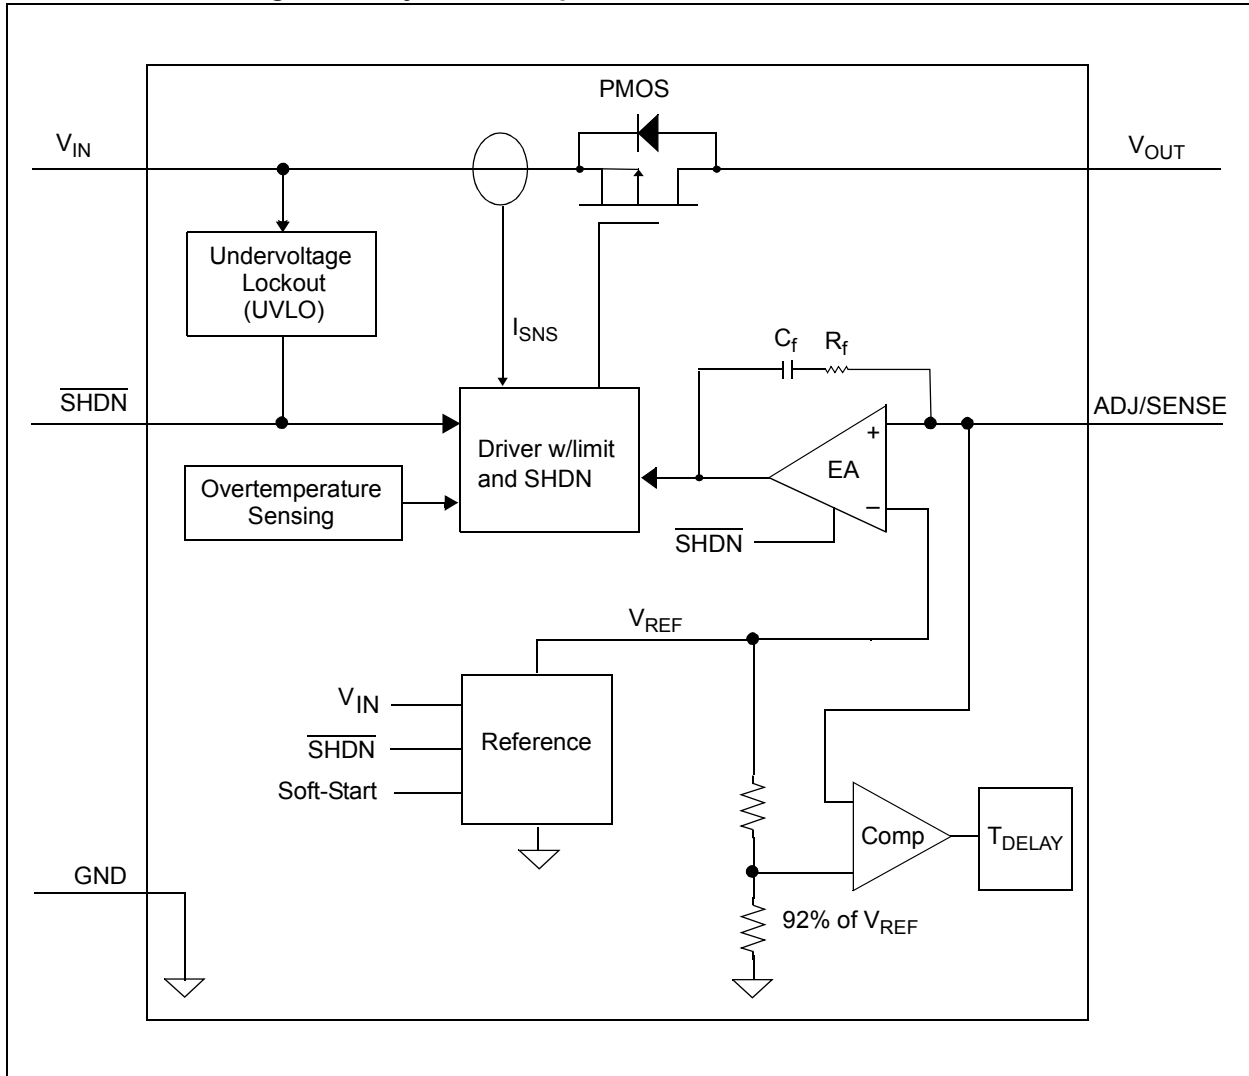 PMOS
V_IN
V_OUT
Undervoltage
Lockout
(UVLO)
I_SNS
C_f
R_f
SHDN
ADJ/SENSE
+
Driver w/limit
and SHDN
EA
Overtemperature
Sensing
−
SHDN
V_REF
V_IN
SHDN
Reference
Soft-Start
Comp
T_DELAY
GND
92% of V_REF